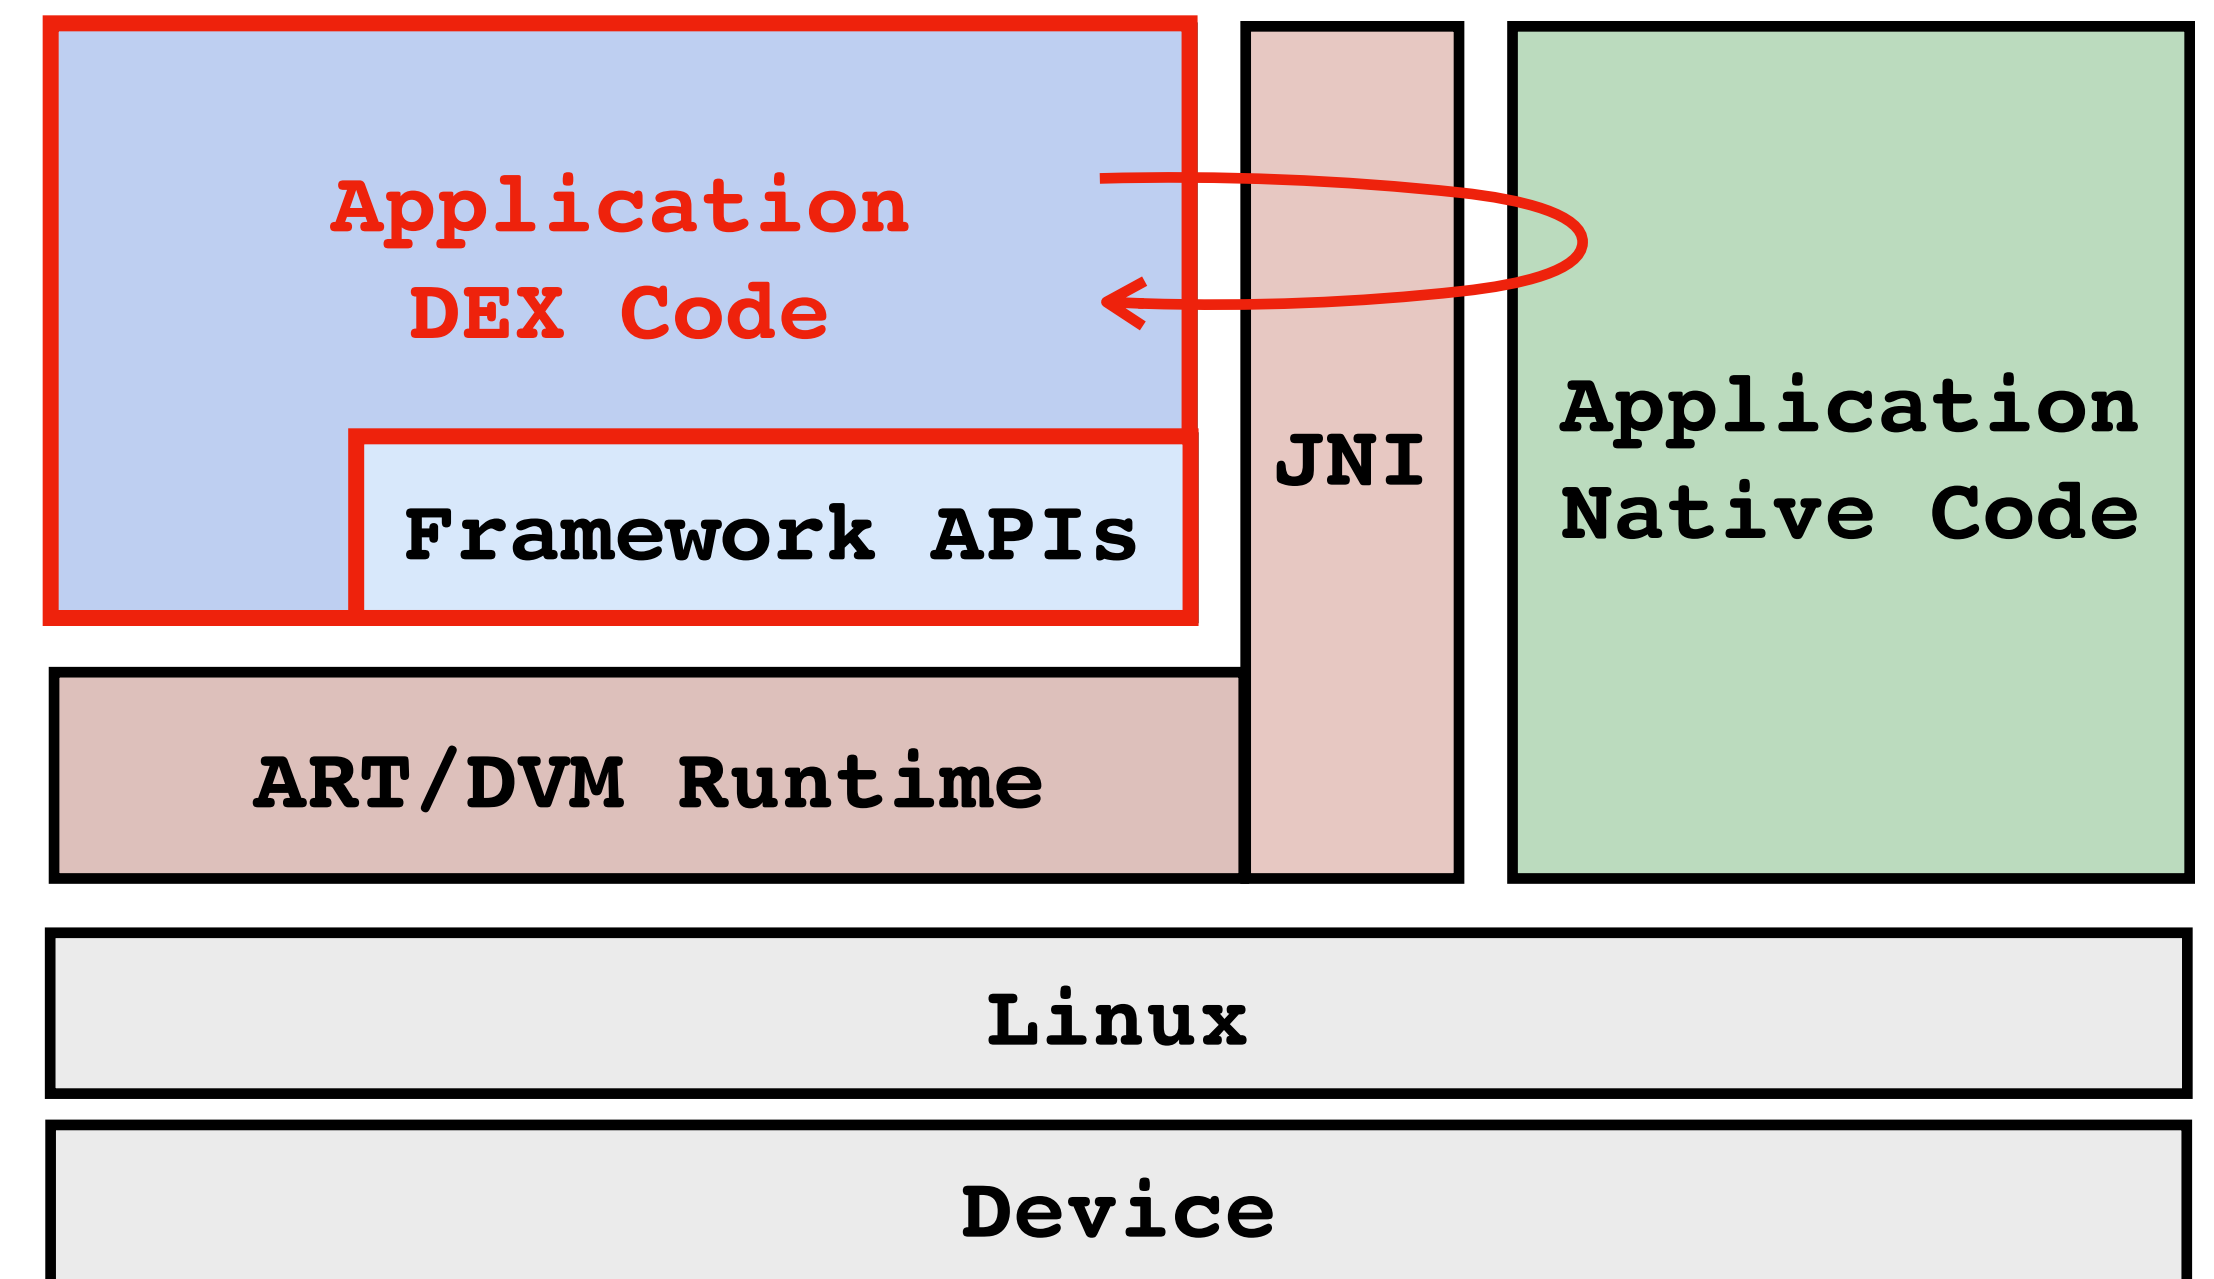 Application
DEX Code
Framework APIs
JNI
Application
Native Code
ART/DVM Runtime
Linux
Device